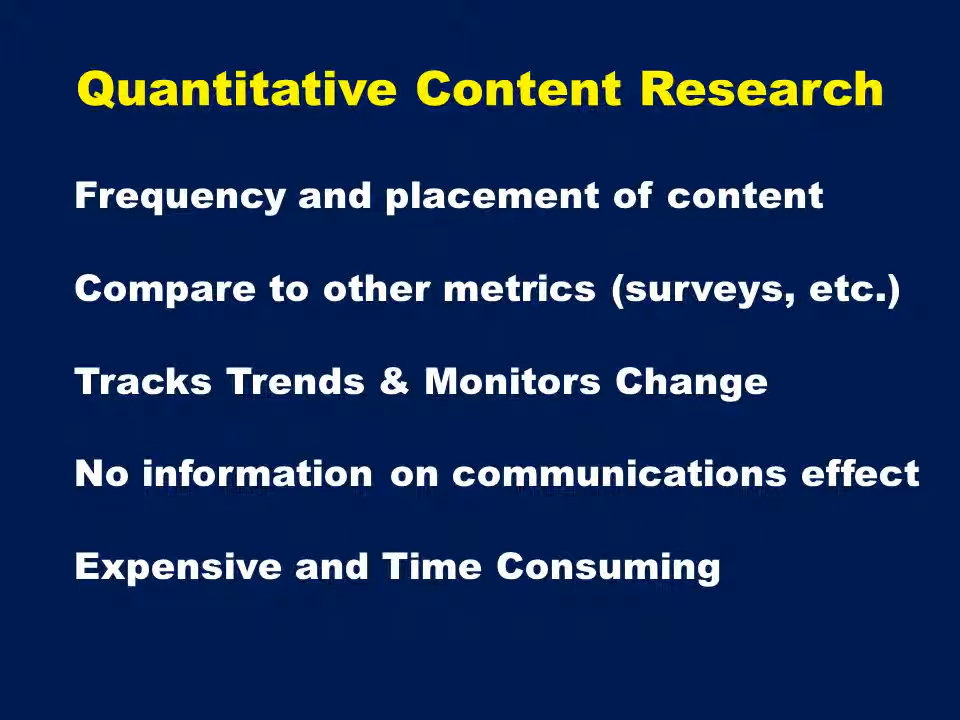 Quantitative Content Research
Frequency and placement of content
Compare to other metrics (surveys, etc.)
Tracks Trends & Monitors Change
No information on communications effect
Expensive and Time Consuming